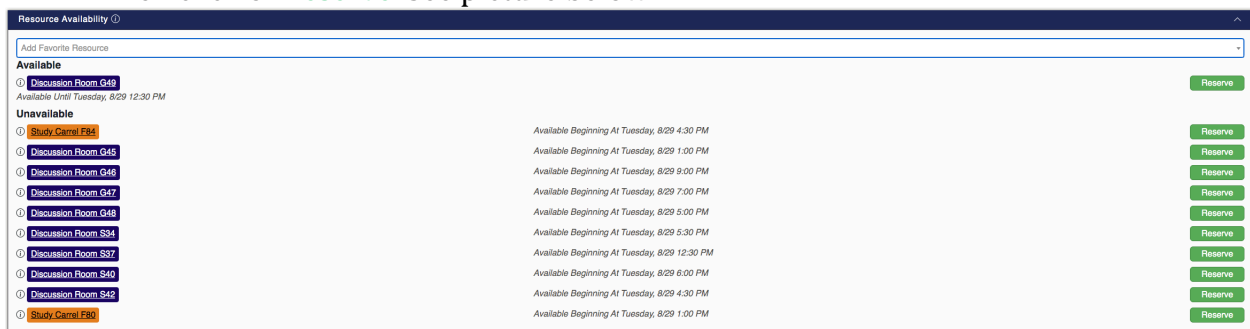 Resource Availability ⓘ
Add Favorite Resource
Available
ⓘ Discussion Room G49 Reserve
Available Until Tuesday, 8/29 12:30 PM
Unavailable
ⓘ Study Carrel F84 Available Beginning At Tuesday, 8/29 4:30 PM Reserve
ⓘ Discussion Room G45 Available Beginning At Tuesday, 8/29 1:00 PM Reserve
ⓘ Discussion Room G46 Available Beginning At Tuesday, 8/29 9:00 PM Reserve
ⓘ Discussion Room G47 Available Beginning At Tuesday, 8/29 7:00 PM Reserve
ⓘ Discussion Room G48 Available Beginning At Tuesday, 8/29 5:00 PM Reserve
ⓘ Discussion Room S34 Available Beginning At Tuesday, 8/29 5:30 PM Reserve
ⓘ Discussion Room S37 Available Beginning At Tuesday, 8/29 12:30 PM Reserve
ⓘ Discussion Room S40 Available Beginning At Tuesday, 8/29 6:00 PM Reserve
ⓘ Discussion Room S42 Available Beginning At Tuesday, 8/29 4:30 PM Reserve
ⓘ Study Carrel F80 Available Beginning At Tuesday, 8/29 1:00 PM Reserve